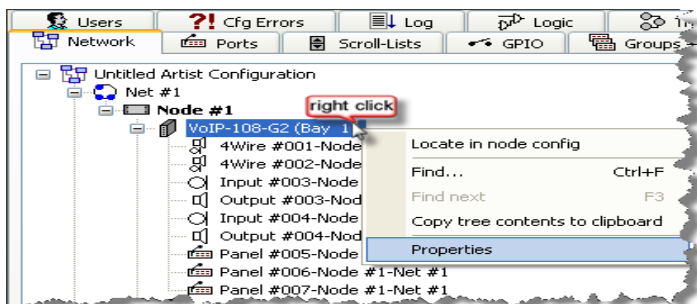 Users ?! Cfg Errors Log Logic
Network Ports Scroll-Lists GPIO Groups
Untitled Artist Configuration
Net #1
Node #1
right click
VoIP-108-G2 (Bay 1
4Wire #001-Node
4Wire #002-Node
Input #003-Node
Output #003-Nod
Input #004-Node
Output #004-Nod
Panel #005-Node
Panel #006-Node #1-Net #1
Panel #007-Node #1-Net #1
Locate in node config
Find... Ctrl+F
Find next F3
Copy tree contents to clipboard
Properties